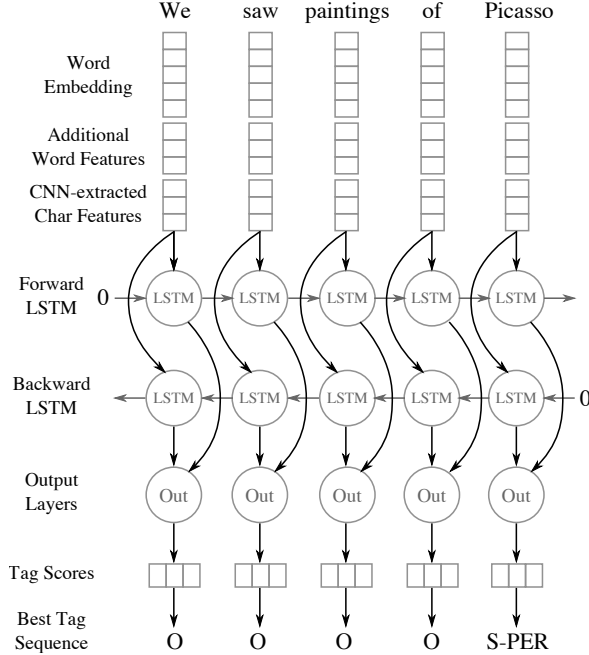 We saw paintings of Picasso
Word
Embedding
Additional
Word Features
CNN-extracted
Char Features
Forward
LSTM
0 LSTM LSTM LSTM LSTM LSTM
Backward
LSTM
LSTM LSTM LSTM LSTM LSTM 0
Output
Layers
Out Out Out Out Out
Tag Scores
Best Tag
Sequence
O O O O S-PER